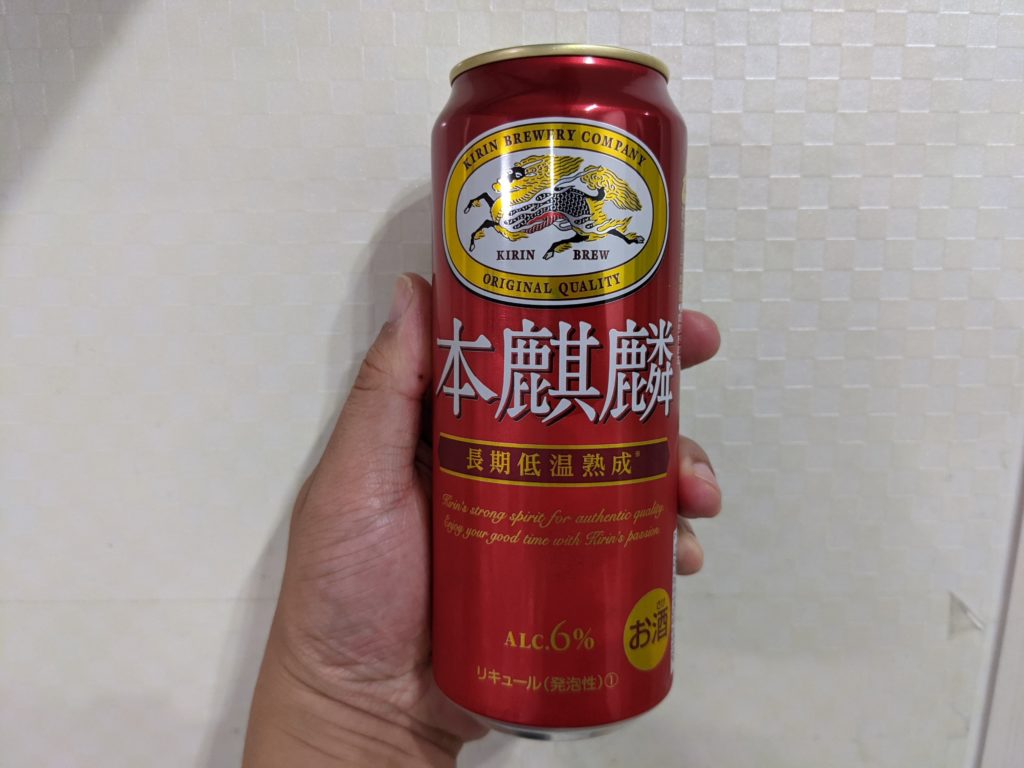 KIRIN BREWERY COMPANY
KIRIN BREW
ORIGINAL QUALITY
本麒麟
長期低温熟成®
Kirin's strong spirit for authentic quality.
Enjoy your good time with Kirin's passion
お酒
ALC.6%
リキュール(発泡性)①